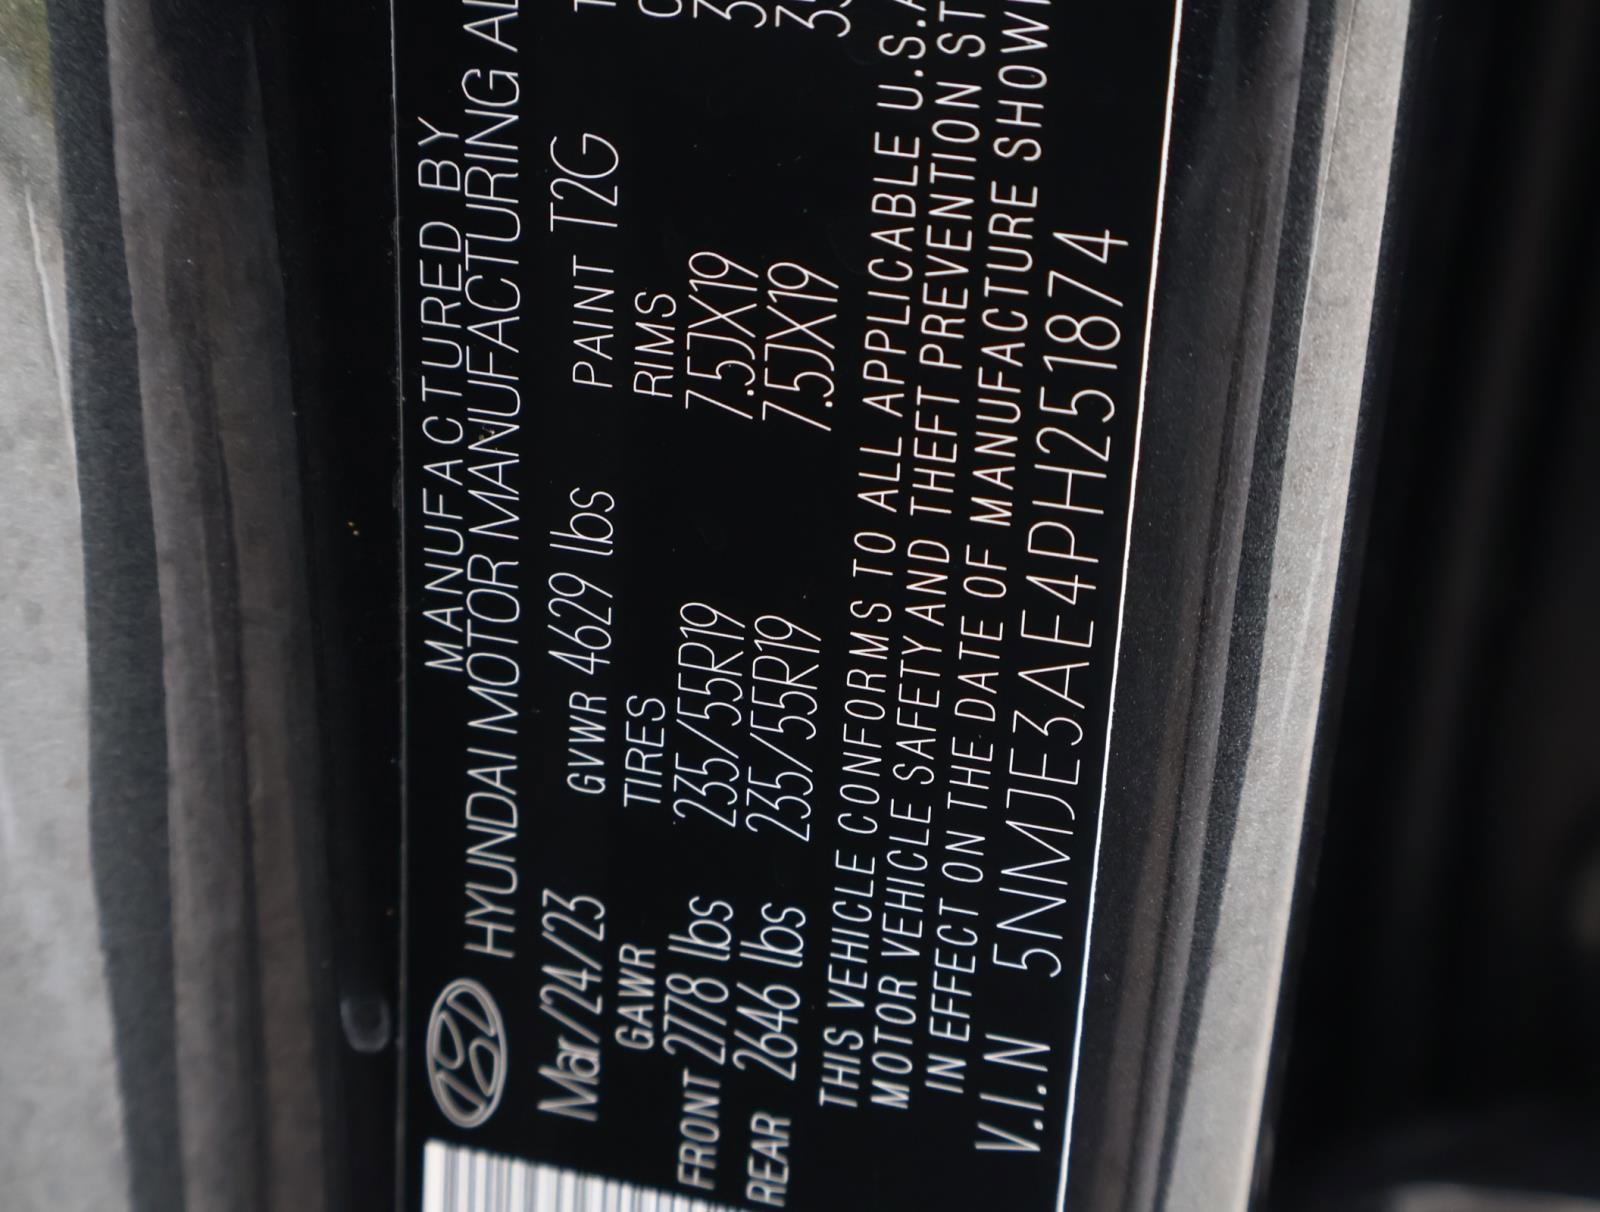 MANUFACTURED BY
HYUNDAI MOTOR MANUFACTURING
Mar/24/23 GVWR 4629 lbs PAINT T2G
GAWR TIRES RIMS
FRONT 2778 lbs 235/55R19 7.5JX19
REAR 2646 lbs 235/55R19 7.5JX19
THIS VEHICLE CONFORMS TO ALL APPLICABLE U.S.A
MOTOR VEHICLE SAFETY AND THEFT PREVENTION ST
IN EFFECT ON THE DATE OF MANUFACTURE SHOW
V.I.N 5NMJE3AE4PH251874